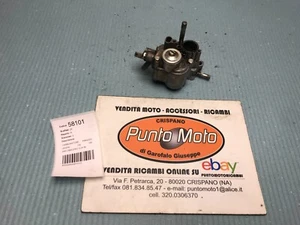 58101
VENDITA MOTO - ACCESSORI - RICAMBI
CRISPANO
Punto Moto
di Garofalo Giuseppe
VENDITA RICAMBI ONLINE SU ebay
PUNTOMOTORICAMBI
Via F. Petrarca, 20 - 80020 CRISPANO (NA)
Tel/fax 081.834.85.47 - e-mail: puntomoto1@alice.it
cell. 320.0306370